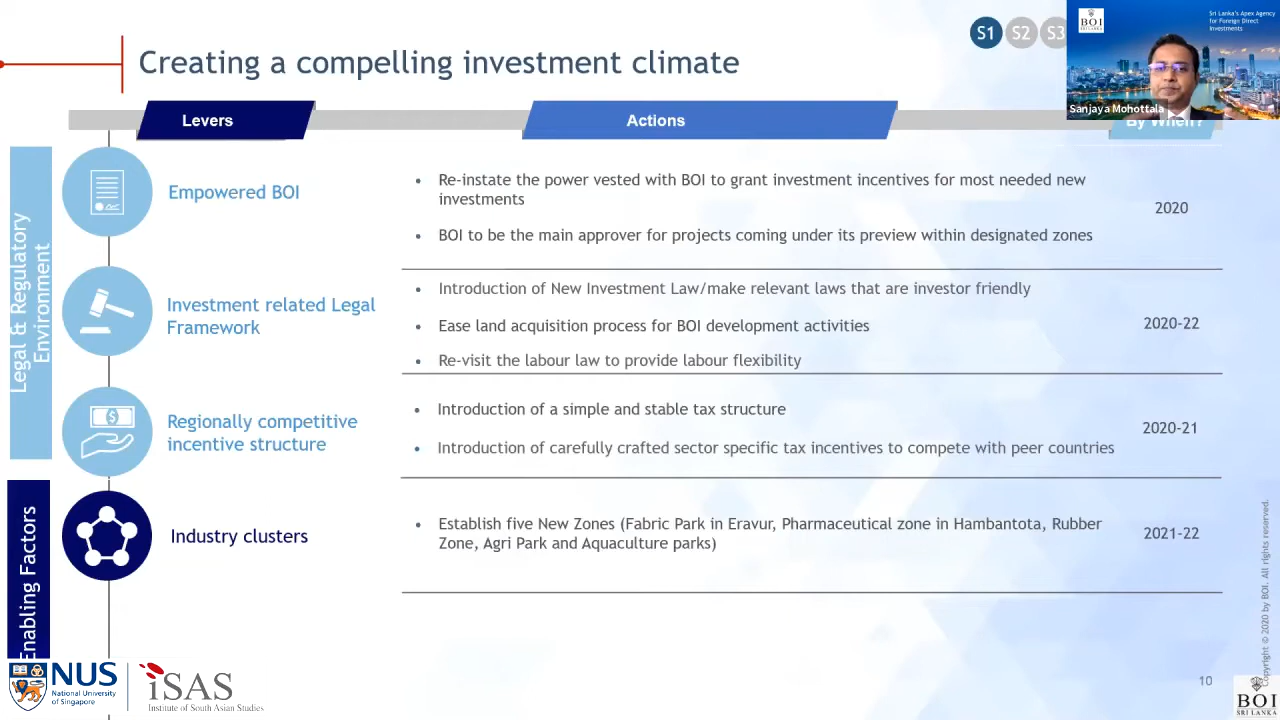 S1 S2 S3
BOI
SRI LANKA
Sri Lanka's Apex Agency
for Foreign Direct
Investments
Sanjaya Mohottala
Creating a compelling investment climate
Levers
Actions
By When?
Legal & Regulatory
Environment
Empowered BOI
• Re-instate the power vested with BOI to grant investment incentives for most needed new
investments
• BOI to be the main approver for projects coming under its preview within designated zones
2020
Investment related Legal
Framework
• Introduction of New Investment Law/make relevant laws that are investor friendly
• Ease land acquisition process for BOI development activities
• Re-visit the labour law to provide labour flexibility
2020-22
Regionally competitive
incentive structure
• Introduction of a simple and stable tax structure
• Introduction of carefully crafted sector specific tax incentives to compete with peer countries
2020-21
Enabling Factors
Industry clusters
• Establish five New Zones (Fabric Park in Eravur, Pharmaceutical zone in Hambantota, Rubber
Zone, Agri Park and Aquaculture parks)
2021-22
Copyright © 2020 by BOI. All rights reserved.
NUS
National University
of Singapore
iSAS
Institute of South Asian Studies
10
BOI
SRI LANKA